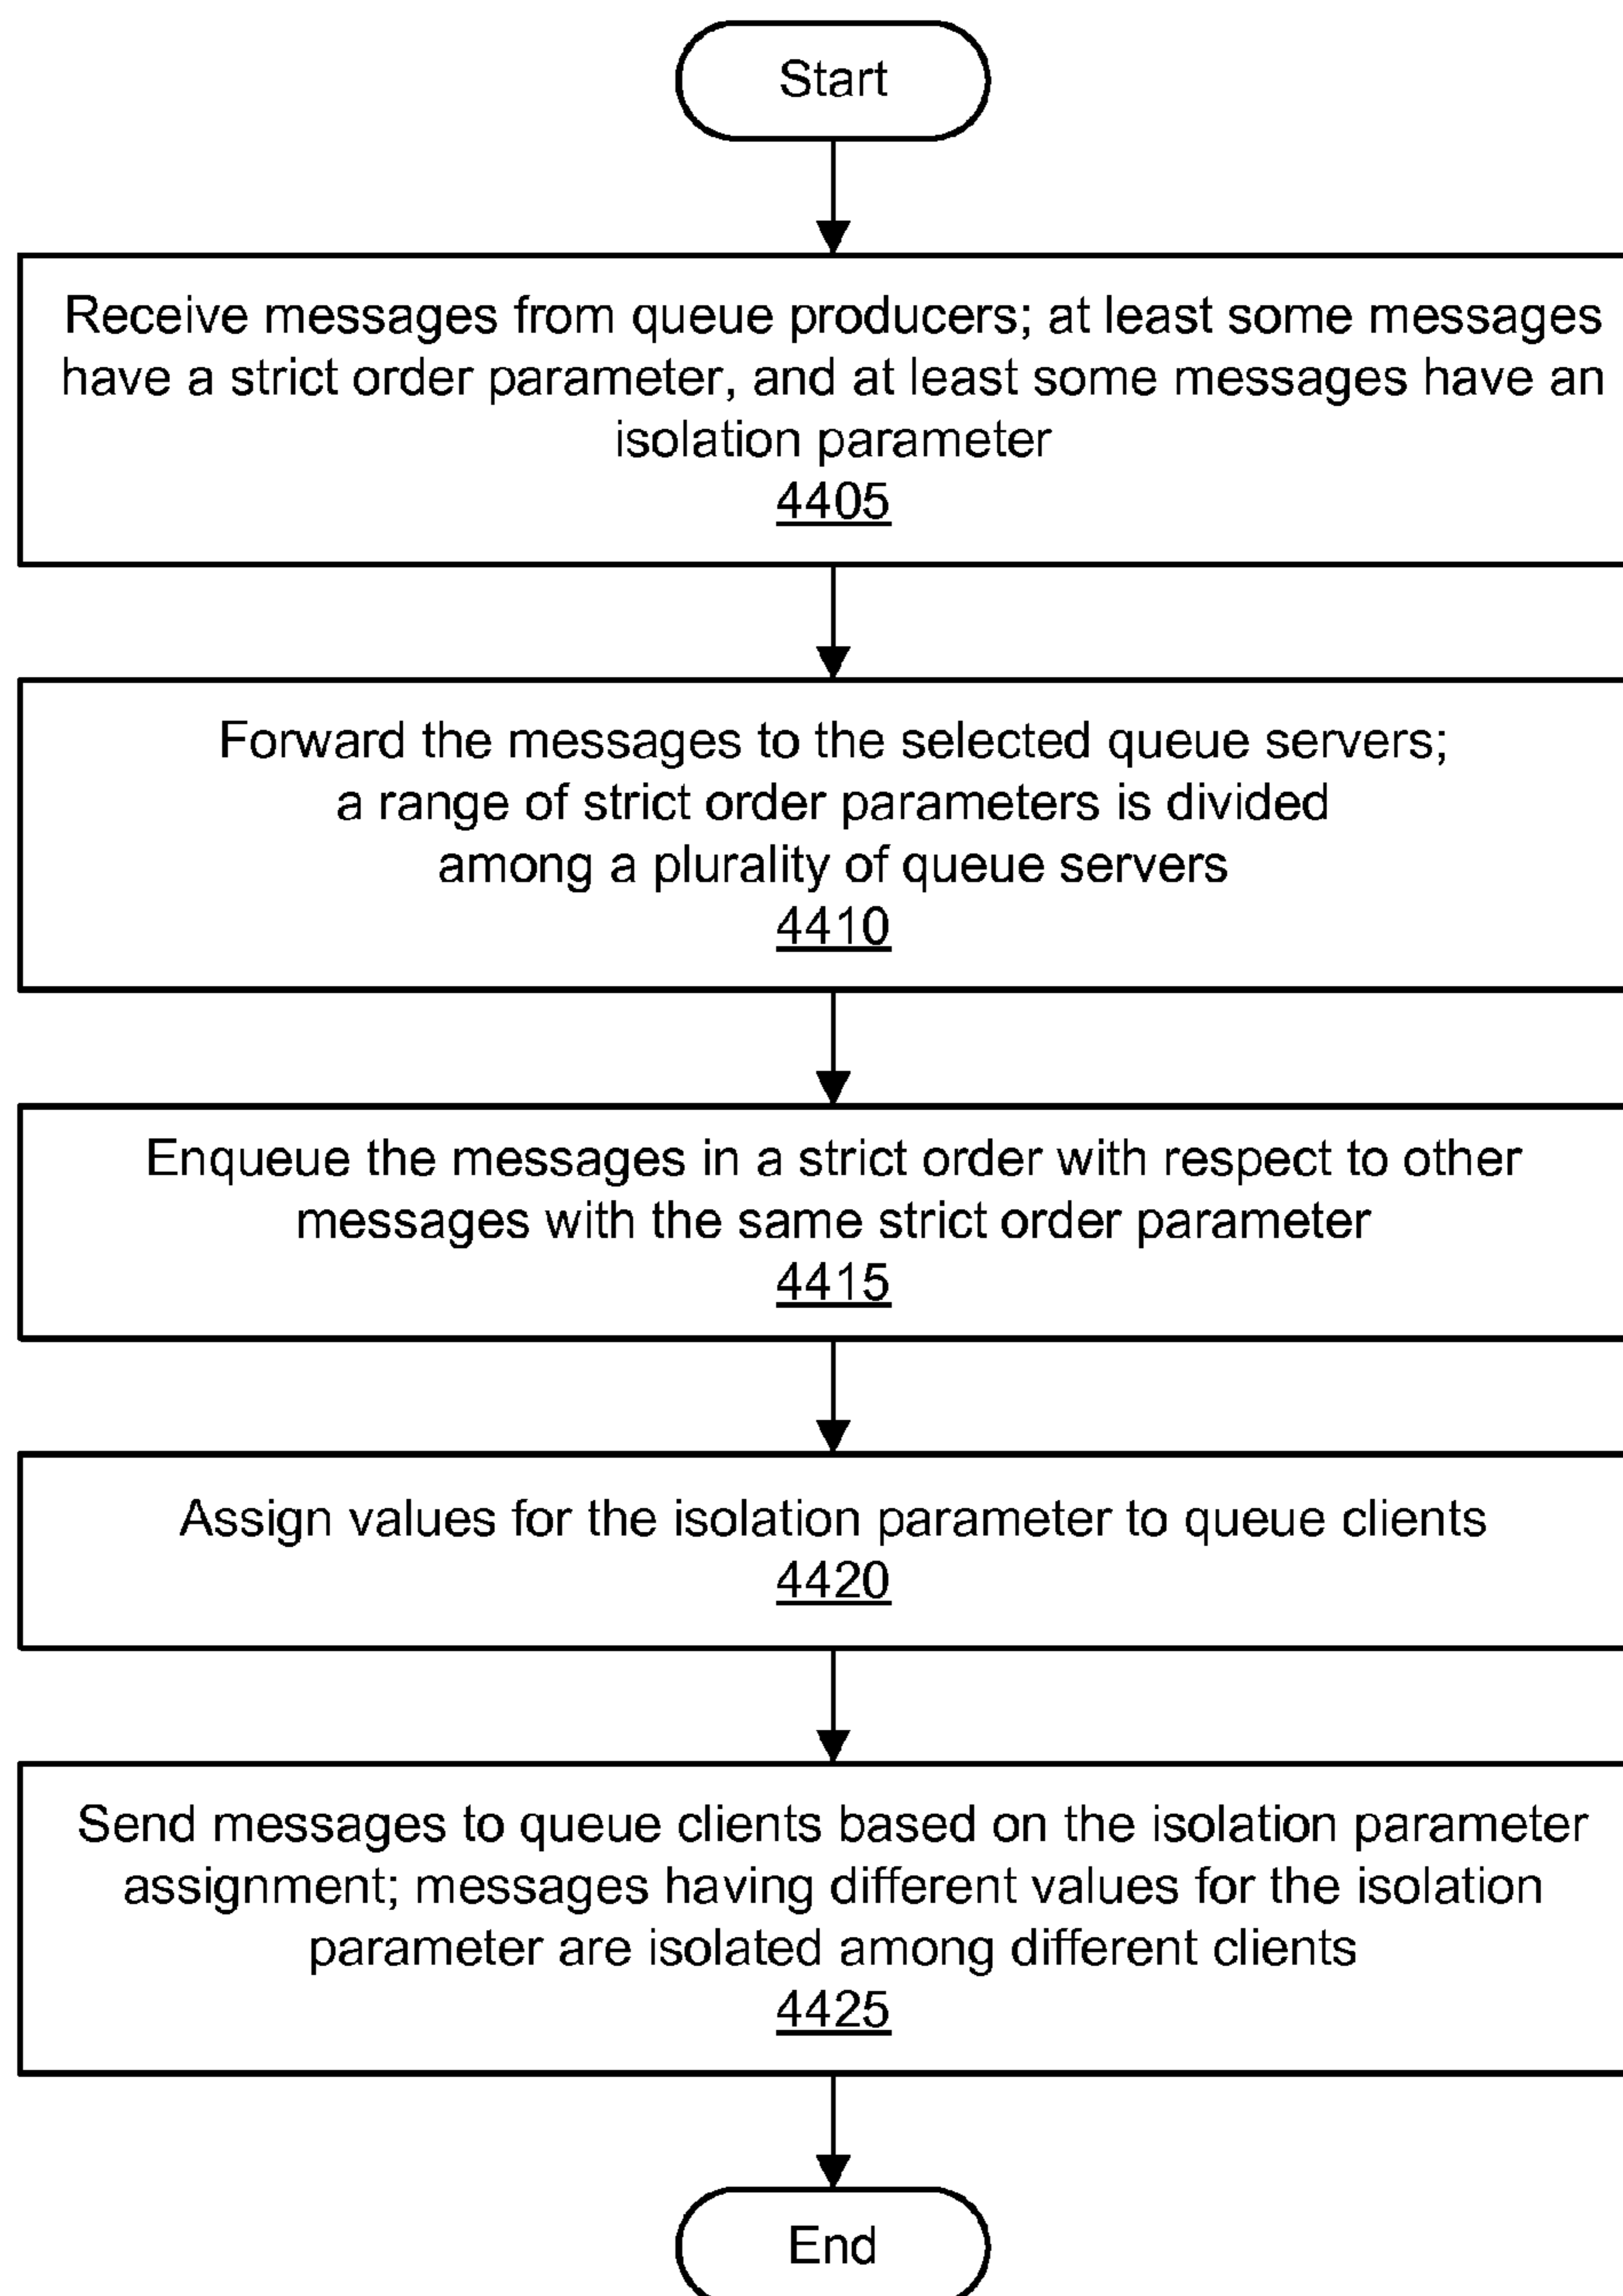 Start
Receive messages from queue producers; at least some messages
have a strict order parameter, and at least some messages have an
isolation parameter
4405
Forward the messages to the selected queue servers;
a range of strict order parameters is divided
among a plurality of queue servers
4410
Enqueue the messages in a strict order with respect to other
messages with the same strict order parameter
4415
Assign values for the isolation parameter to queue clients
4420
Send messages to queue clients based on the isolation parameter
assignment; messages having different values for the isolation
parameter are isolated among different clients
4425
End